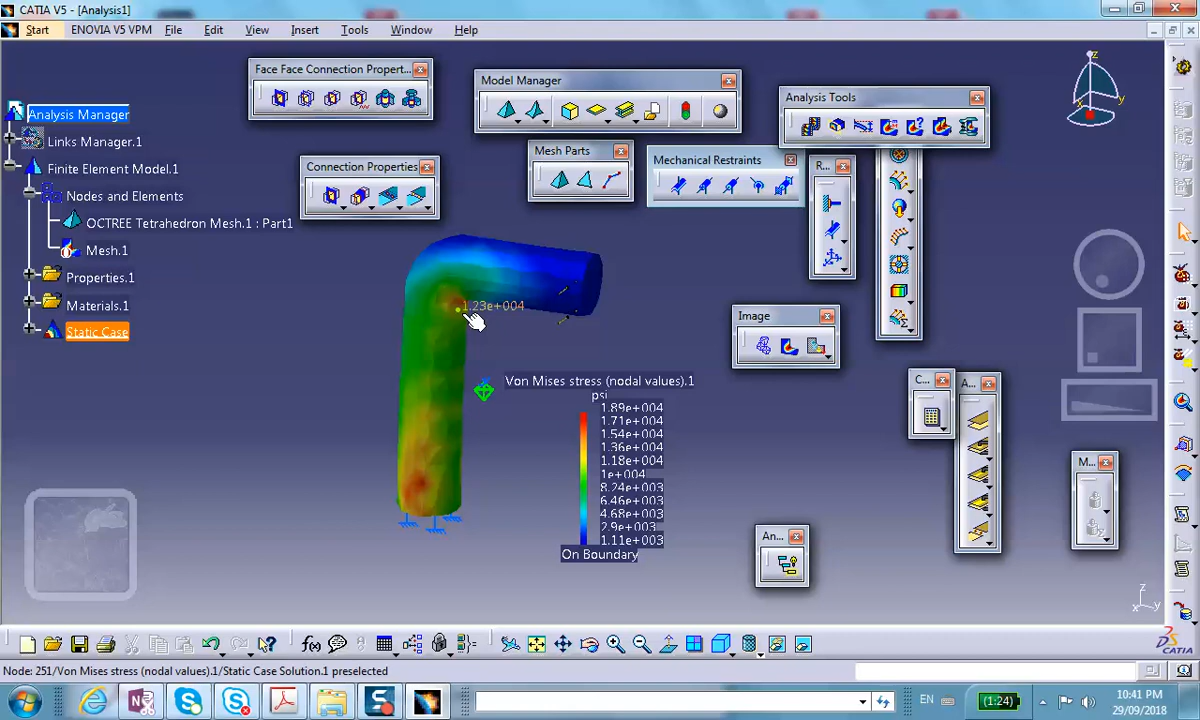 CATIA V5 - [Analysis1]
Start ENOVIA V5 VPM File Edit View Insert Tools Window Help
Face Face Connection Propert...
Model Manager
Analysis Tools
Connection Properties
Mesh Parts
Mechanical Restraints
R...
Analysis Manager
Links Manager.1
Finite Element Model.1
Nodes and Elements
OCTREE Tetrahedron Mesh.1 : Part1
Mesh.1
Properties.1
Materials.1
Static Case
z
x
y
1.23e+004
Image
Von Mises stress (nodal values).1
psi
1.89e+004
1.71e+004
1.54e+004
1.36e+004
1.18e+004
1e+004
8.24e+003
6.46e+003
4.68e+003
2.9e+003
1.11e+003
On Boundary
C...
A...
M...
An...
z
x y
CATIA
Node: 251/Von Mises stress (nodal values).1/Static Case Solution.1 preselected
EN
(1:24)
10:41 PM
29/09/2018